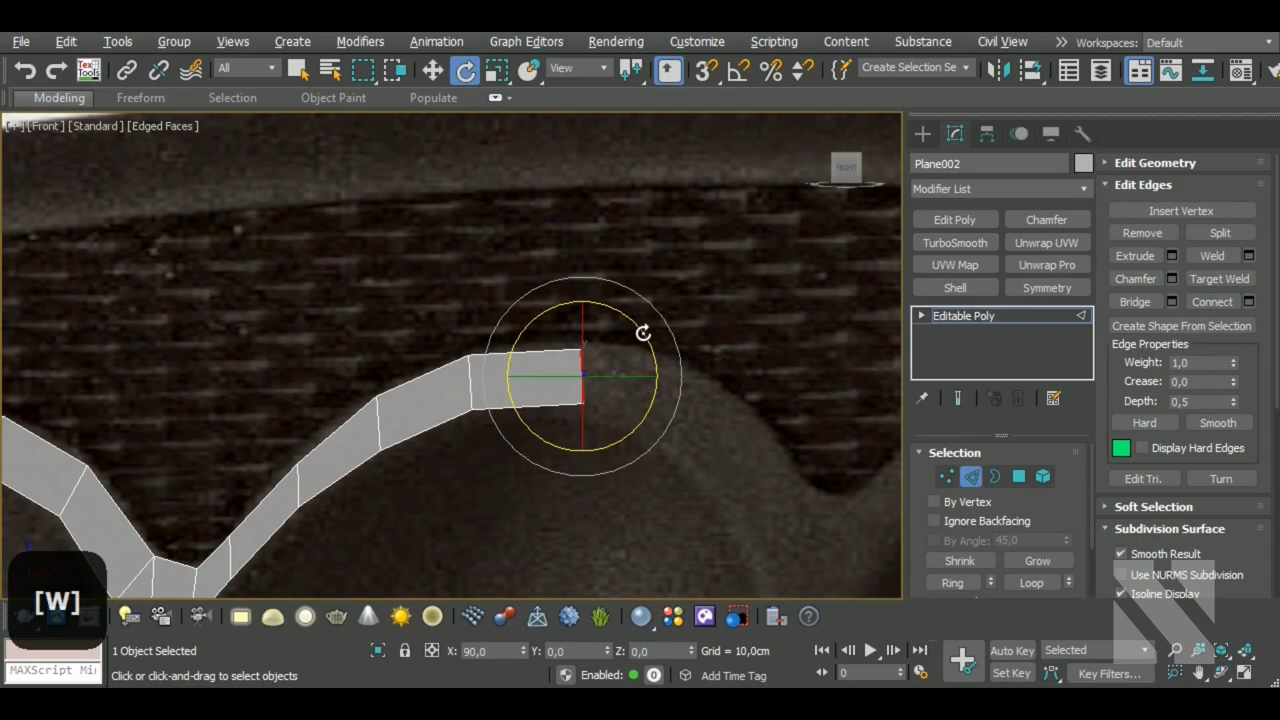 File Edit Tools Group Views Create Modifiers Animation Graph Editors Rendering Customize Scripting Content Substance Civil View Workspaces: Default
Tex Tools All View Create Selection Se
Modeling Freeform Selection Object Paint Populate
[+] [Front] [Standard] [Edged Faces]
FRONT
Plane002
Modifier List
Edit Poly Chamfer
TurboSmooth Unwrap UVW
UVW Map Unwrap Pro
Shell Symmetry
Editable Poly
Selection
By Vertex
Ignore Backfacing
By Angle: 45,0
Shrink Grow
Ring Loop
Edit Geometry
Edit Edges
Insert Vertex
Remove Split
Extrude Weld
Chamfer Target Weld
Bridge Connect
Create Shape From Selection
Edge Properties
Weight: 1,0
Crease: 0,0
Depth: 0,5
Hard Smooth
Display Hard Edges
Edit Tri. Turn
Soft Selection
Subdivision Surface
Smooth Result
Use NURMS Subdivision
Isoline Display
[W]
1 Object Selected X: 90,0 Y: 0,0 Z: 0,0 Grid = 10,0cm Auto Key Selected
MAXScript Mi Click or click-and-drag to select objects Enabled: 0 Add Time Tag 0 Set Key Key Filters...